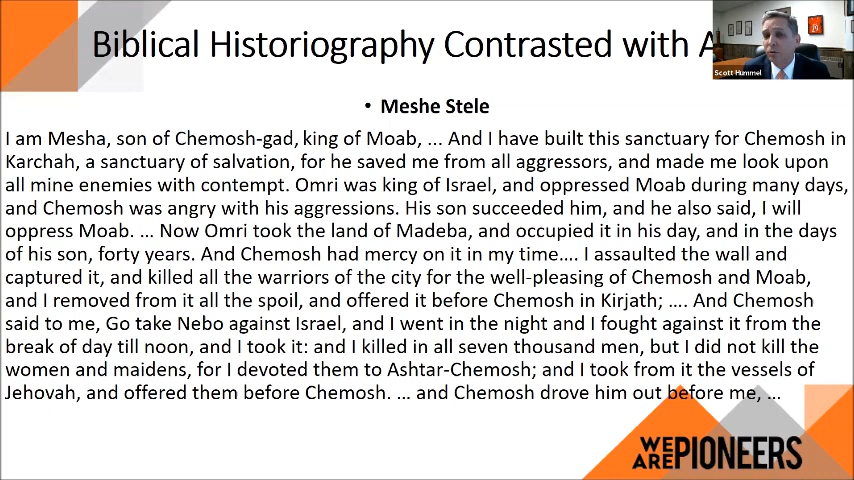 Biblical Historiography Contrasted with A
Scott Hummel
• Meshe Stele
I am Mesha, son of Chemosh-gad, king of Moab, ... And I have built this sanctuary for Chemosh in
Karchah, a sanctuary of salvation, for he saved me from all aggressors, and made me look upon
all mine enemies with contempt. Omri was king of Israel, and oppressed Moab during many days,
and Chemosh was angry with his aggressions. His son succeeded him, and he also said, I will
oppress Moab. ... Now Omri took the land of Madeba, and occupied it in his day, and in the days
of his son, forty years. And Chemosh had mercy on it in my time.... I assaulted the wall and
captured it, and killed all the warriors of the city for the well-pleasing of Chemosh and Moab,
and I removed from it all the spoil, and offered it before Chemosh in Kirjath; .... And Chemosh
said to me, Go take Nebo against Israel, and I went in the night and I fought against it from the
break of day till noon, and I took it: and I killed in all seven thousand men, but I did not kill the
women and maidens, for I devoted them to Ashtar-Chemosh; and I took from it the vessels of
Jehovah, and offered them before Chemosh. ... and Chemosh drove him out before me, ...
WE ARE PIONEERS